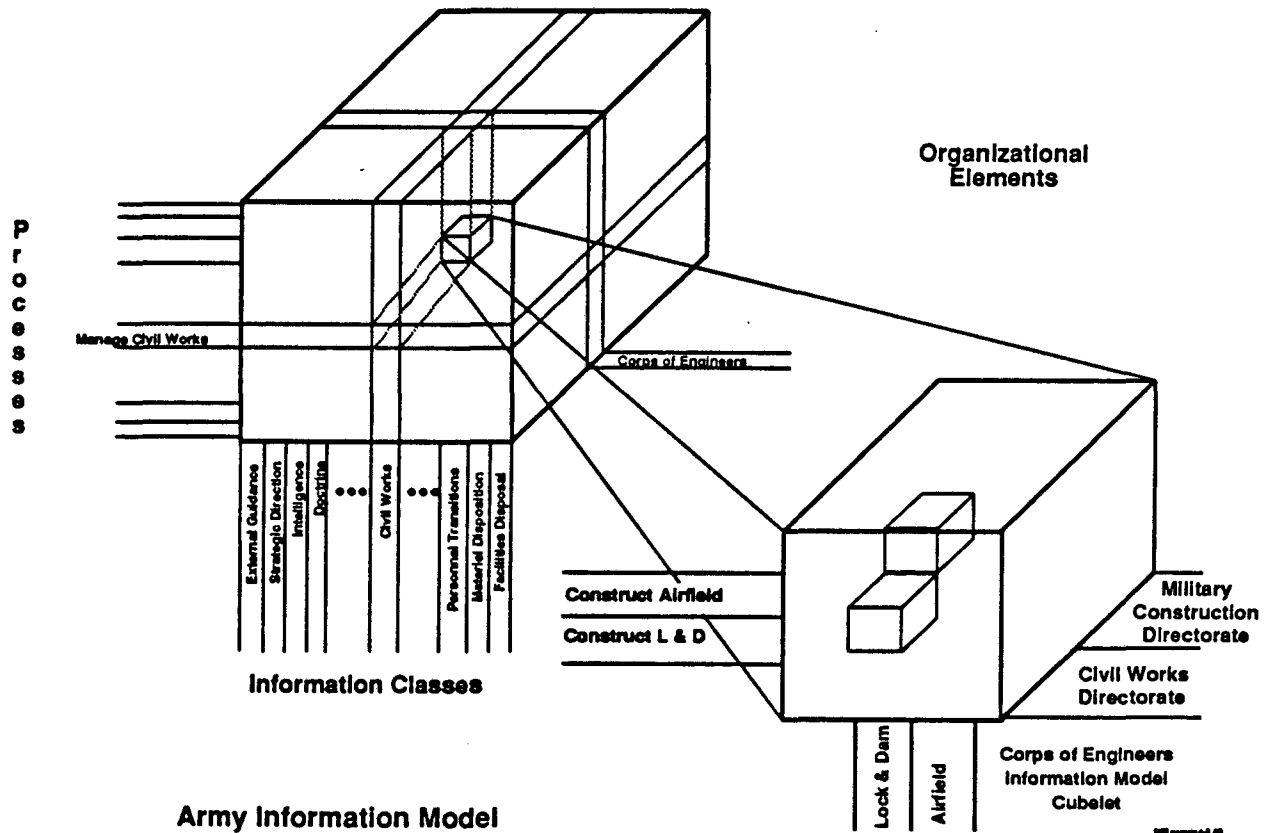 Organizational
Elements
Processes
Manage Civil Works
Corps of Engineers
External Guidance
Strategic Direction
Intelligence
Doctrine
•••
Civil Works
•••
Personnel Transitions
Materiel Disposition
Facilities Disposal
Information Classes
Construct Airfield
Construct L & D
Military
Construction
Directorate
Civil Works
Directorate
Lock & Dam
Airfield
Corps of Engineers
Information Model
Cubelet
Army Information Model